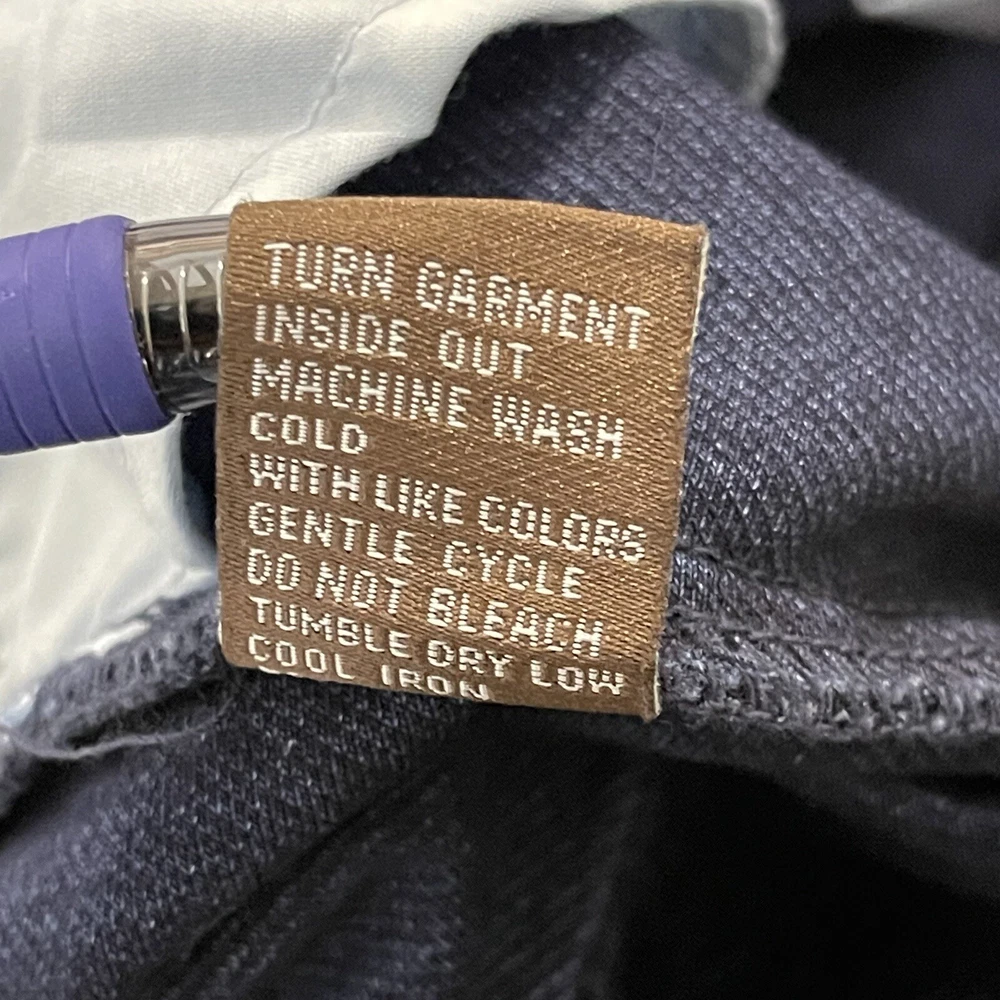 TURN GARMENT
INSIDE OUT
MACHINE WASH
COLD
WITH LIKE COLORS
GENTLE CYCLE
DO NOT BLEACH
TUMBLE DRY LOW
COOL IRON